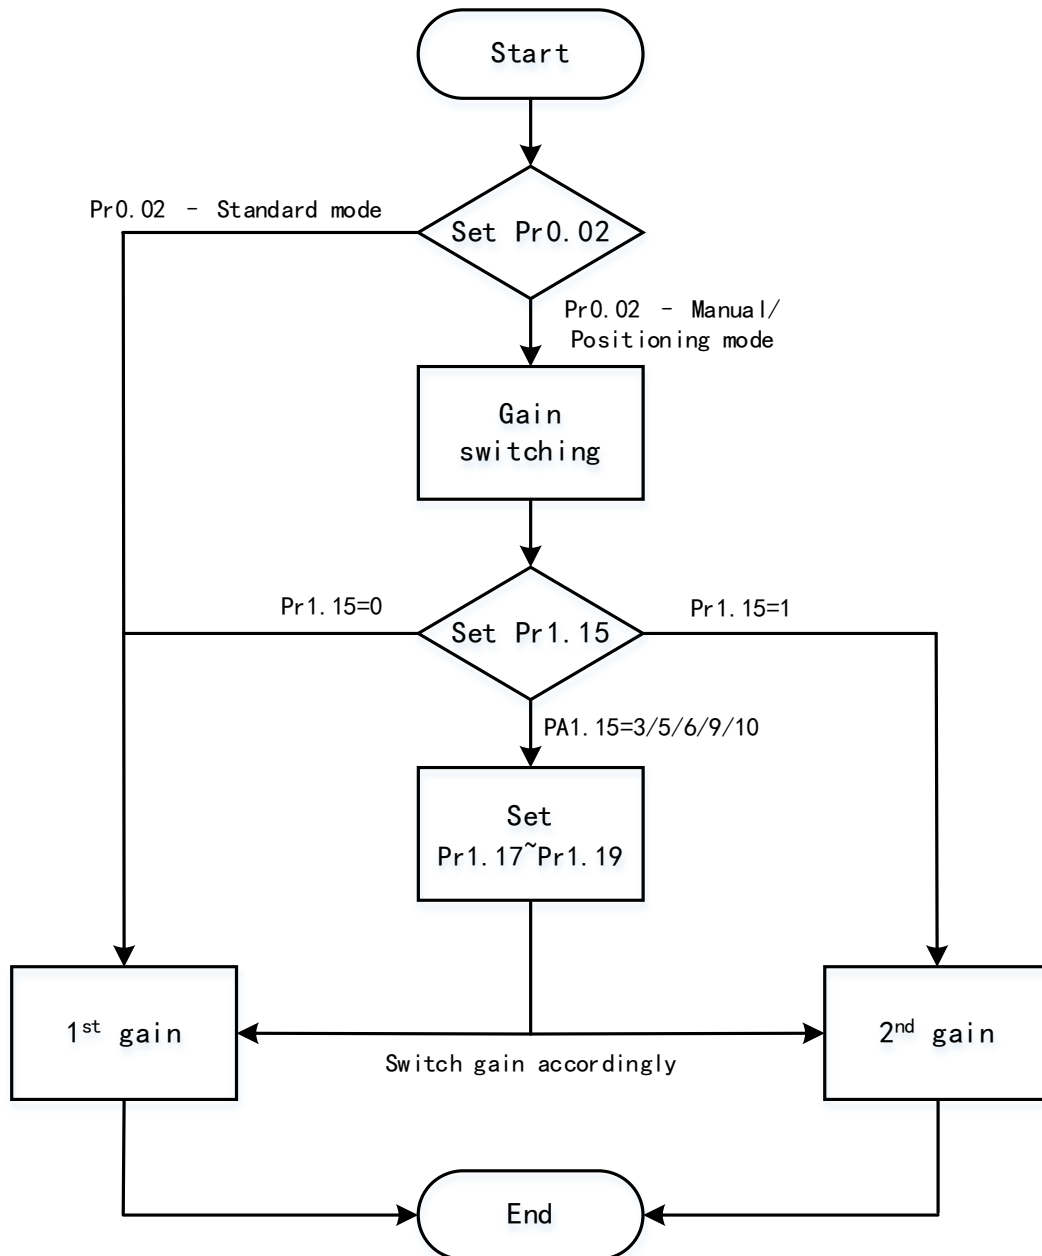 Start
Pr0.02 - Standard mode
Set Pr0.02
Pr0.02 - Manual/
Positioning mode
Gain
switching
Pr1.15=0
Set Pr1.15
Pr1.15=1
PA1.15=3/5/6/9/10
Set
Pr1.17~Pr1.19
1st gain
2nd gain
Switch gain accordingly
End